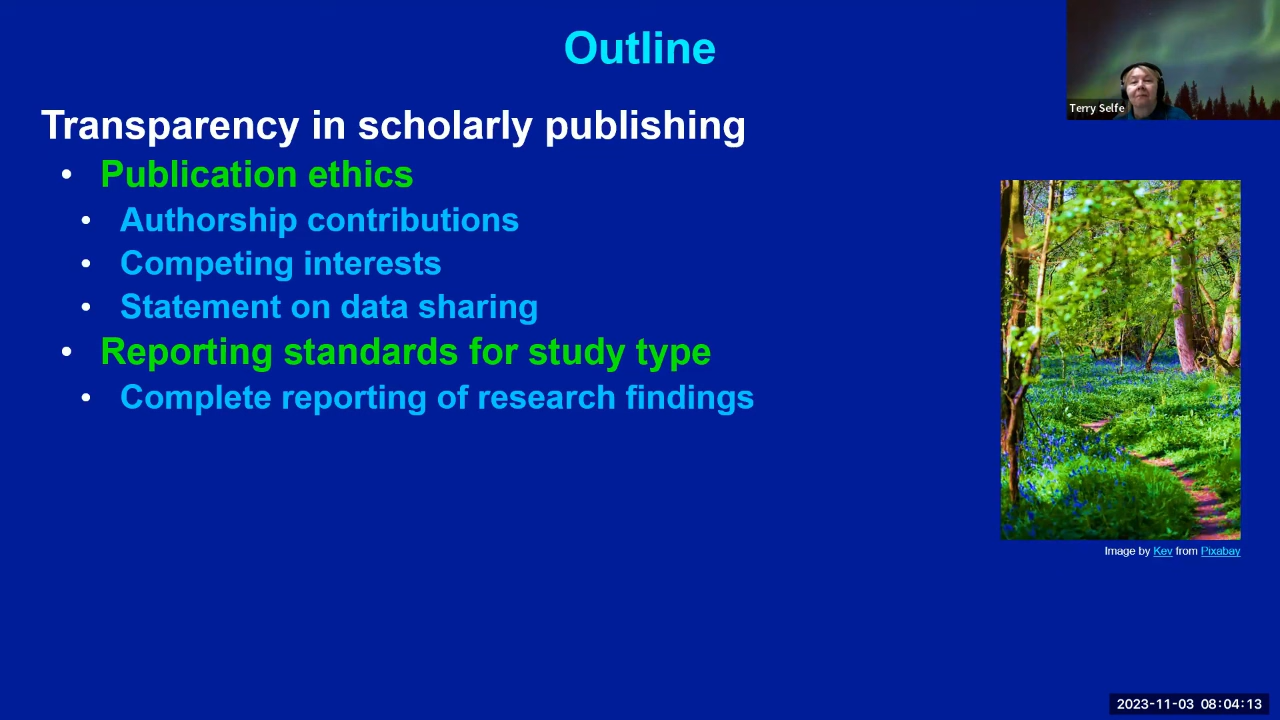 Outline
Terry Selfe
Transparency in scholarly publishing
• Publication ethics
• Authorship contributions
• Competing interests
• Statement on data sharing
• Reporting standards for study type
• Complete reporting of research findings
Image by Kev from Pixabay
2023-11-03 08:04:13